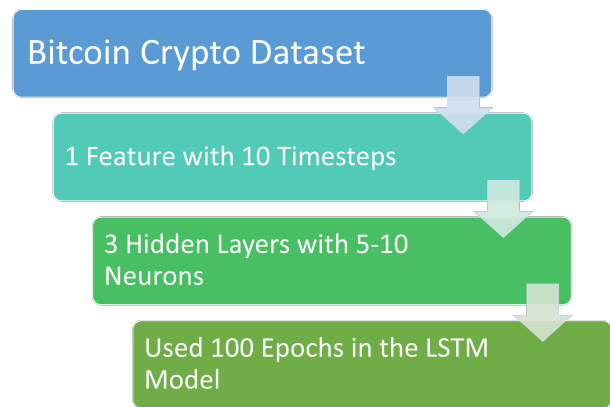 Bitcoin Crypto Dataset
1 Feature with 10 Timesteps
3 Hidden Layers with 5-10
Neurons
Used 100 Epochs in the LSTM
Model